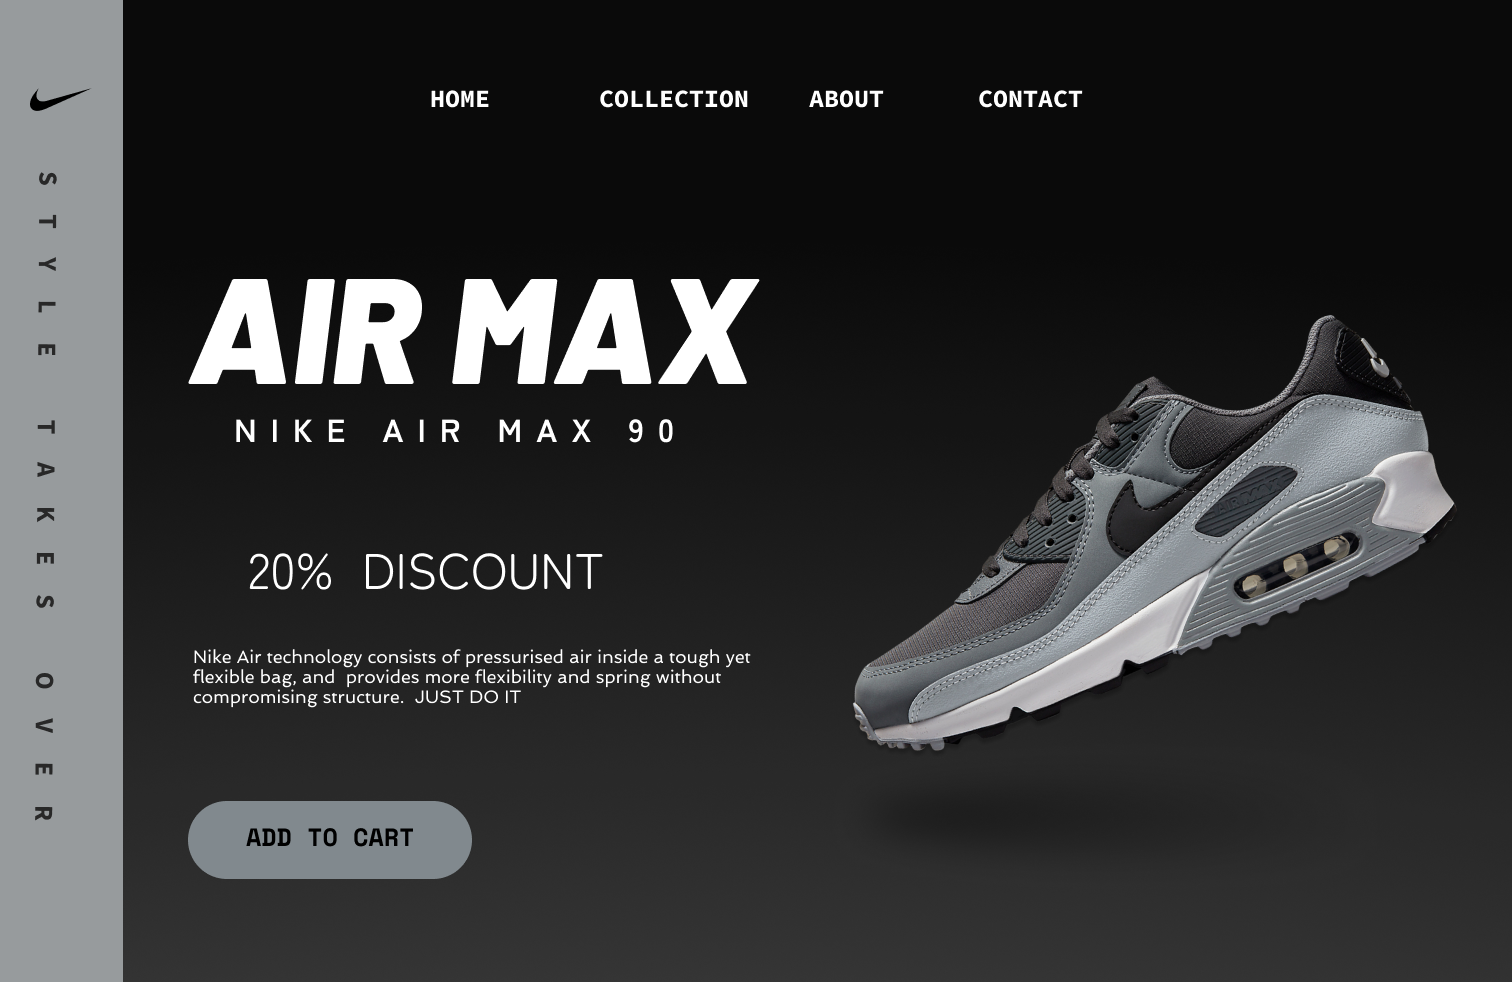 HOME COLLECTION ABOUT CONTACT
STYLE TAKES OVER
AIR MAX
NIKE AIR MAX 90
20% DISCOUNT
Nike Air technology consists of pressurised air inside a tough yet
flexible bag, and  provides more flexibility and spring without
compromising structure.  JUST DO IT
ADD TO CART